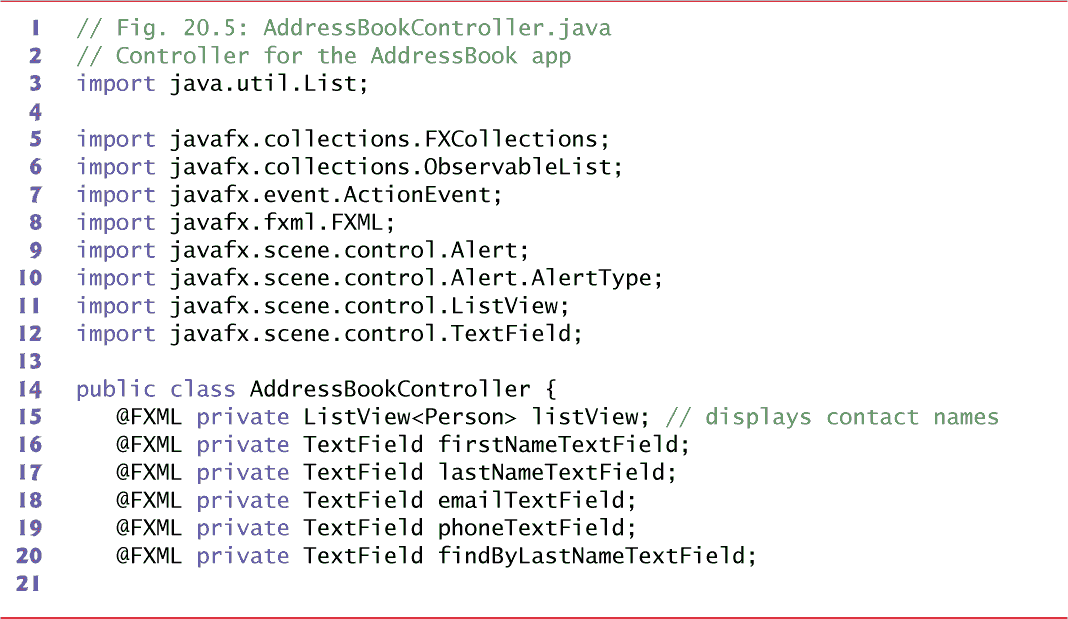 1 // Fig. 20.5: AddressBookController.java
2 // Controller for the AddressBook app
3 import java.util.List;
4
5 import javafx.collections.FXCollections;
6 import javafx.collections.ObservableList;
7 import javafx.event.ActionEvent;
8 import javafx.fxml.FXML;
9 import javafx.scene.control.Alert;
10 import javafx.scene.control.Alert.AlertType;
11 import javafx.scene.control.ListView;
12 import javafx.scene.control.TextField;
13
14 public class AddressBookController {
15    @FXML private ListView<Person> listView; // displays contact names
16    @FXML private TextField firstNameTextField;
17    @FXML private TextField lastNameTextField;
18    @FXML private TextField emailTextField;
19    @FXML private TextField phoneTextField;
20    @FXML private TextField findByLastNameTextField;
21